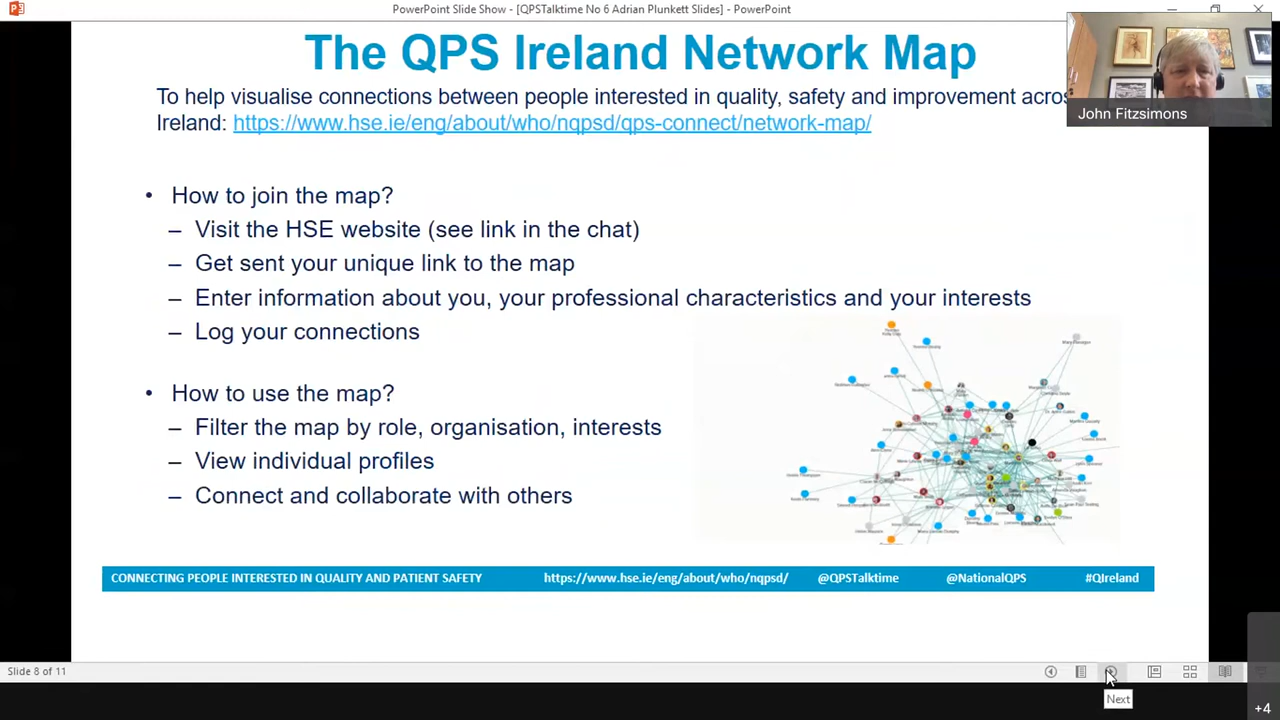 PowerPoint Slide Show - [QPSTalktime No 6 Adrian Plunkett Slides] - PowerPoint
The QPS Ireland Network Map
To help visualise connections between people interested in quality, safety and improvement
Ireland: https://www.hse.ie/eng/about/who/nqpsd/qps-connect/network-map/
John Fitzsimons
• How to join the map?
– Visit the HSE website (see link in the chat)
– Get sent your unique link to the map
– Enter information about you, your professional characteristics and your interests
– Log your connections
• How to use the map?
– Filter the map by role, organisation, interests
– View individual profiles
– Connect and collaborate with others
CONNECTING PEOPLE INTERESTED IN QUALITY AND PATIENT SAFETY https://www.hse.ie/eng/about/who/nqpsd/ @QPSTalktime @NationalQPS #QIreland
Slide 8 of 11
Next
+4